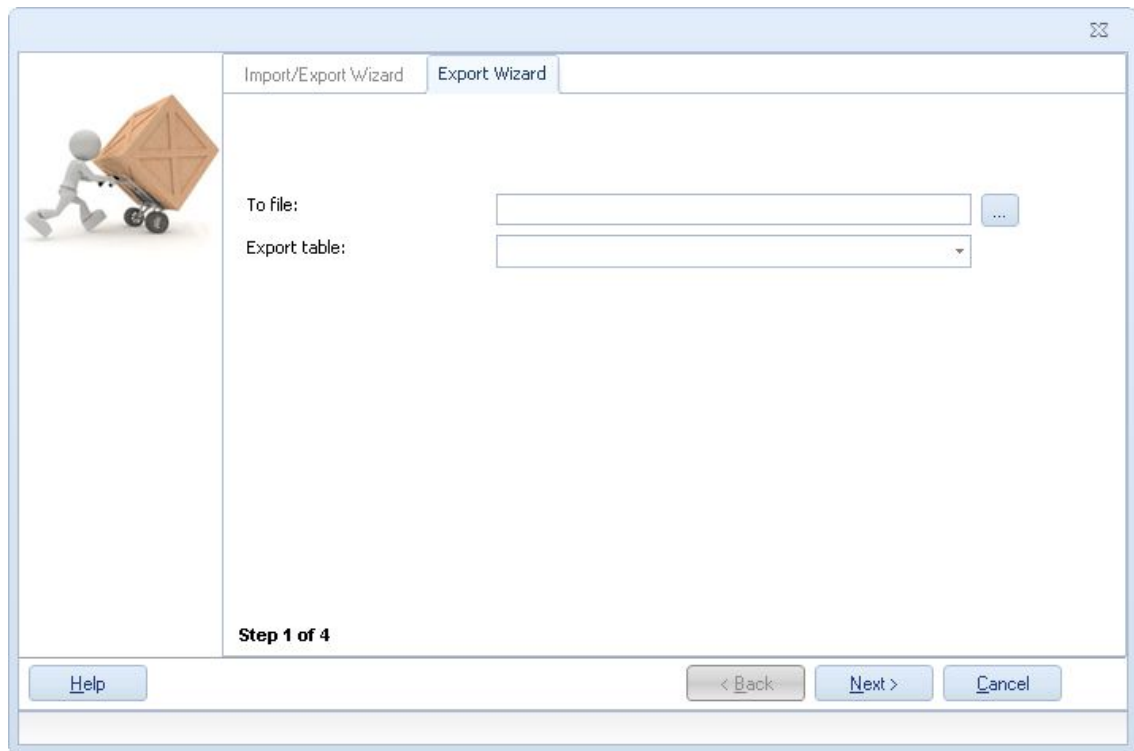 Import/Export Wizard Export Wizard
To file:
...
Export table:
Step 1 of 4
Help < Back Next > Cancel